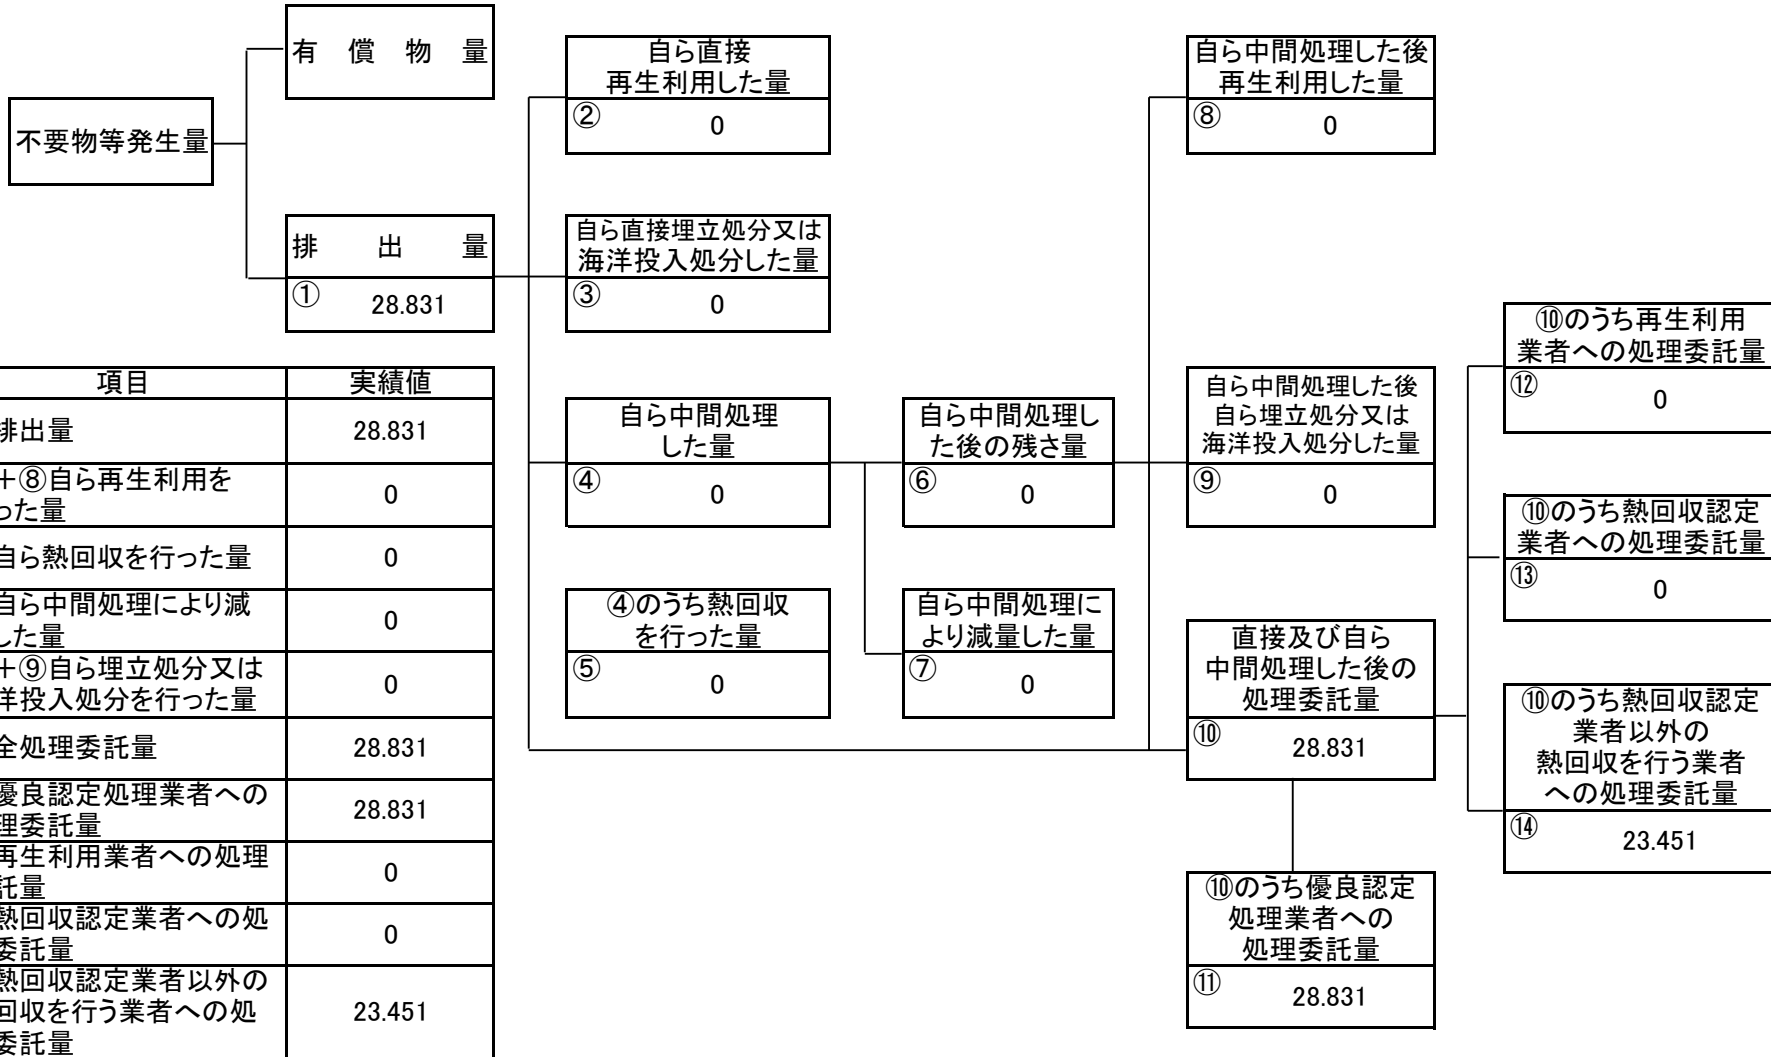 不要物等発生量
有償物量
排出量
① 28.831
自ら直接
再生利用した量
② 0
自ら直接埋立処分又は
海洋投入処分した量
③ 0
自ら中間処理
した量
④ 0
④のうち熱回収
を行った量
⑤ 0
自ら中間処理し
た後の残さ量
⑥ 0
自ら中間処理に
より減量した量
⑦ 0
自ら中間処理した後
再生利用した量
⑧ 0
自ら中間処理した後
自ら埋立処分又は
海洋投入処分した量
⑨ 0
直接及び自ら
中間処理した後の
処理委託量
⑩ 28.831
⑩のうち優良認定
処理業者への
処理委託量
⑪ 28.831
⑩のうち再生利用
業者への処理委託量
⑫ 0
⑩のうち熱回収認定
業者への処理委託量
⑬ 0
⑩のうち熱回収認定
業者以外の
熱回収を行う業者
への処理委託量
⑭ 23.451
項目 実績値
排出量 28.831
+⑧自ら再生利用を
った量 0
自ら熱回収を行った量 0
自ら中間処理により減
した量 0
+⑨自ら埋立処分又は
洋投入処分を行った量 0
全処理委託量 28.831
優良認定処理業者への
理委託量 28.831
再生利用業者への処理
託量 0
熱回収認定業者への処
委託量 0
熱回収認定業者以外の
回収を行う業者への処
委託量 23.451